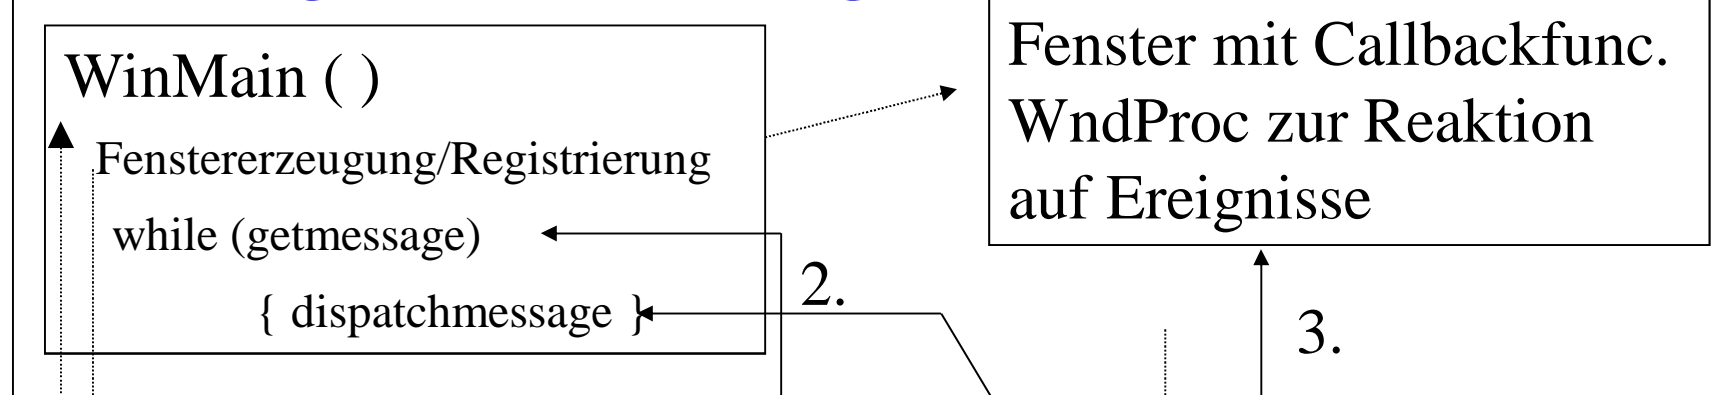 WinMain ( )
Fenstererzeugung/Registrierung
while (getmessage)
{ dispatchmessage }
2.
Fenster mit Callbackfunc.
WndProc zur Reaktion
auf Ereignisse
3.